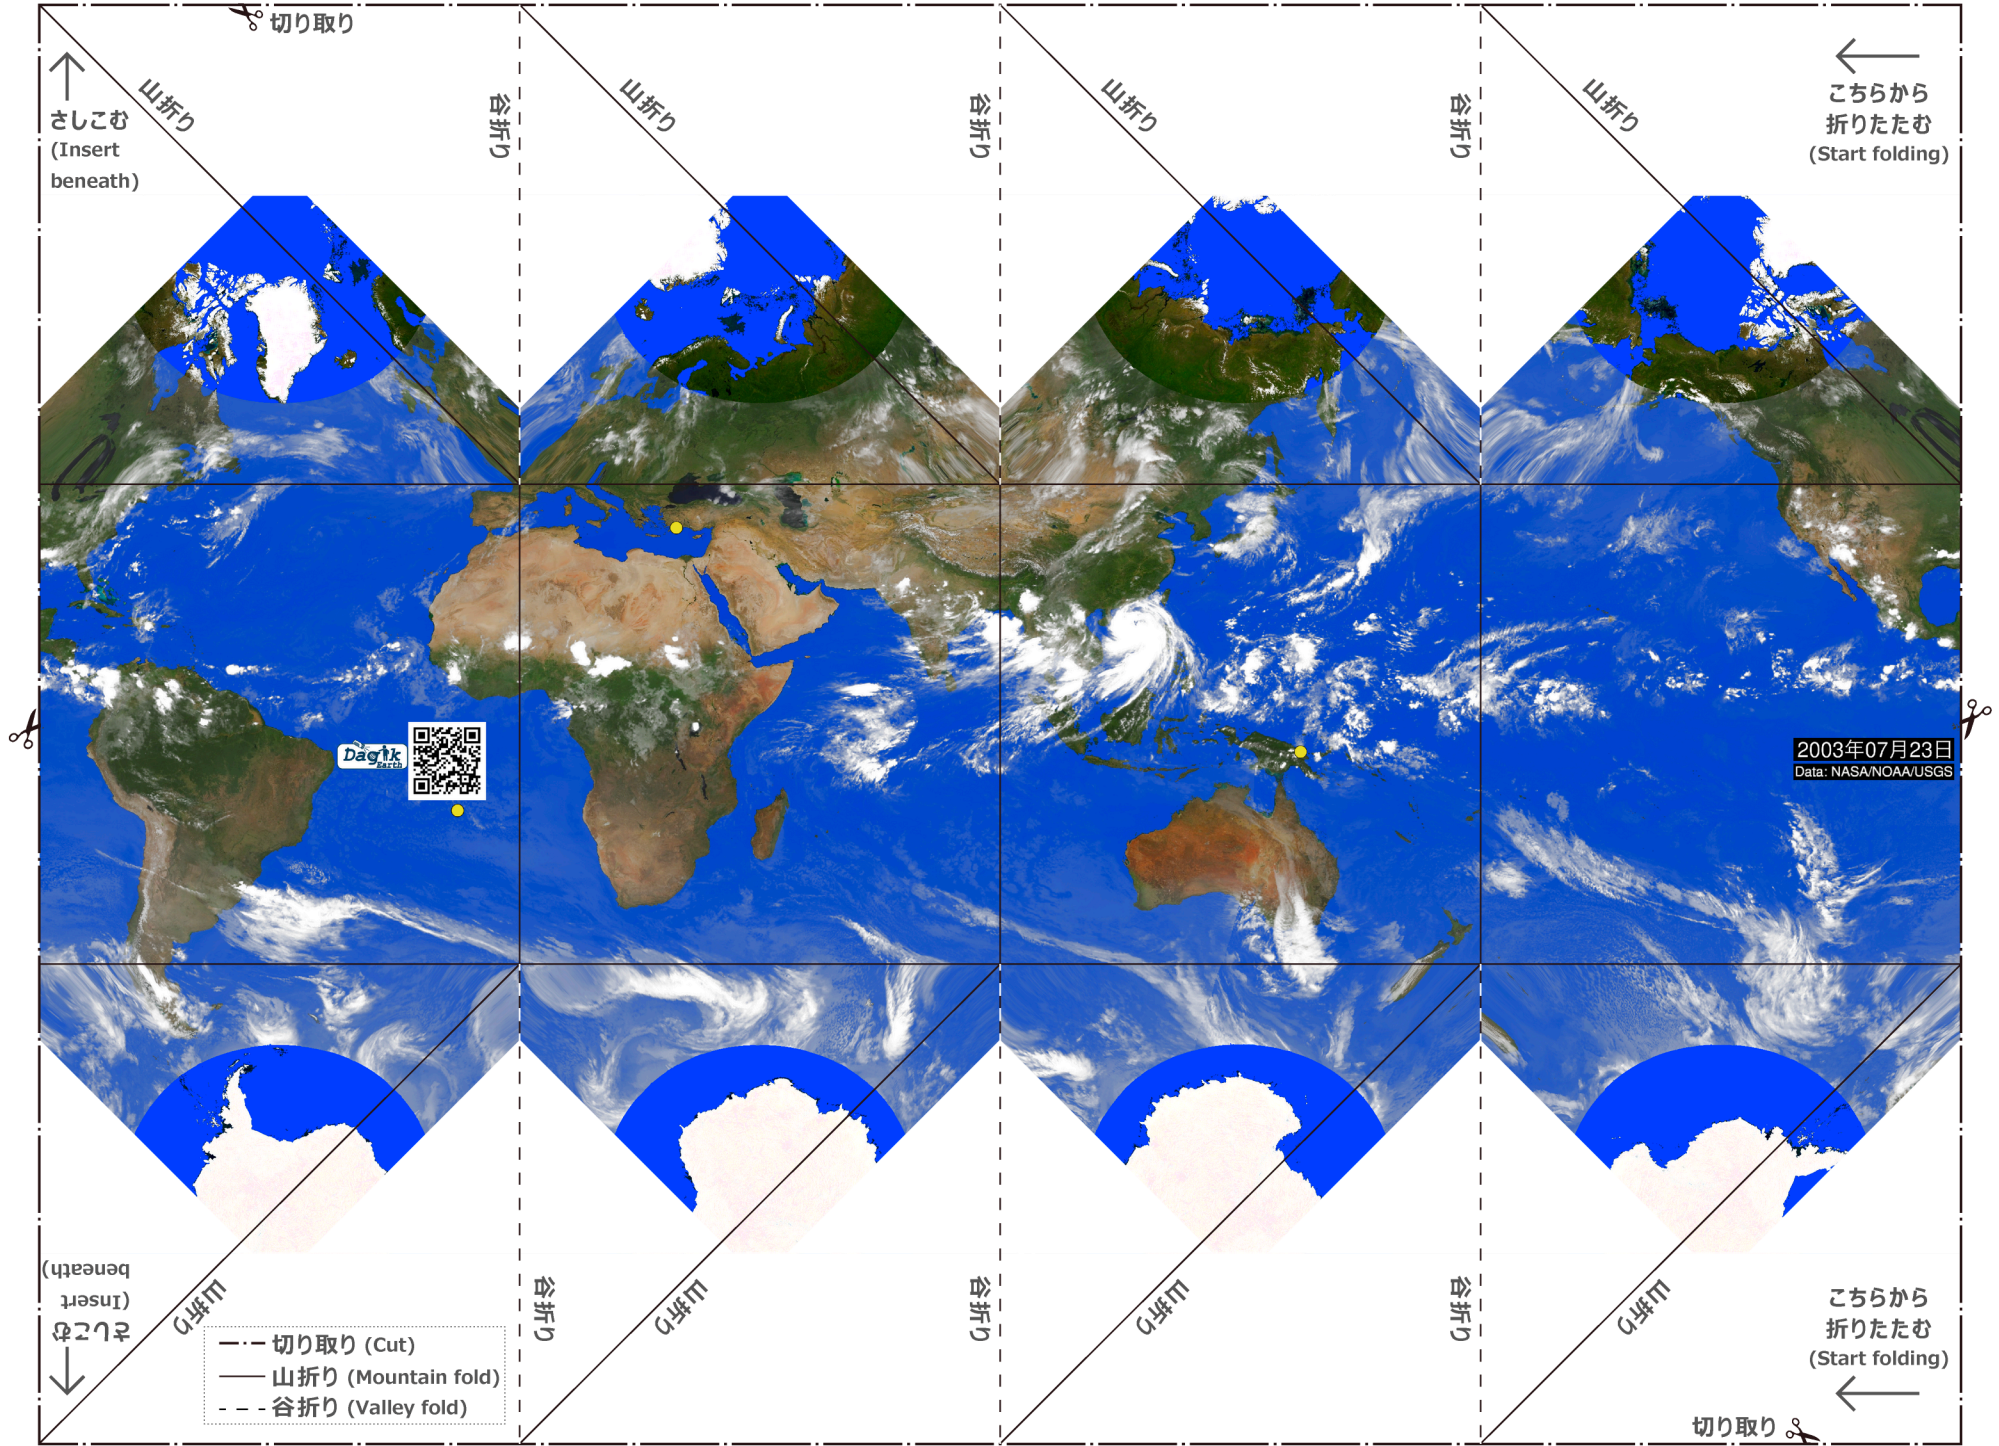 切り取り
さしこむ
(Insert
beneath)
山折り
谷折り
山折り
谷折り
山折り
谷折り
山折り
こちらから
折りたたむ
(Start folding)
Dagik
Earth
2003年07月23日
Data: NASA/NOAA/USGS
さしこむ
(Insert
beneath)
山折り
谷折り
山折り
谷折り
山折り
谷折り
山折り
こちらから
折りたたむ
(Start folding)
切り取り (Cut)
山折り (Mountain fold)
谷折り (Valley fold)
切り取り